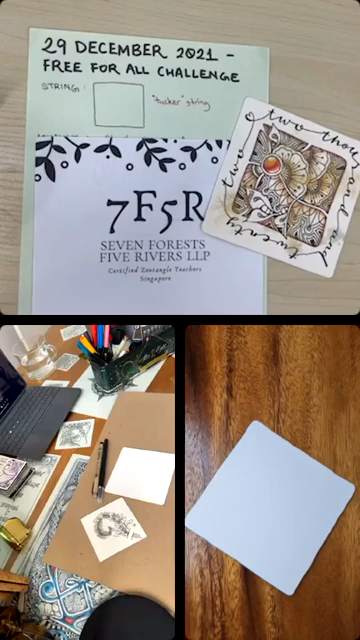 29 DECEMBER 2021 -
FREE FOR ALL CHALLENGE
STRING:
"tucker" string
7F5R
SEVEN FORESTS
FIVE RIVERS LLP
Certified Zentangle Teachers
Singapore
two thousand and
twenty one